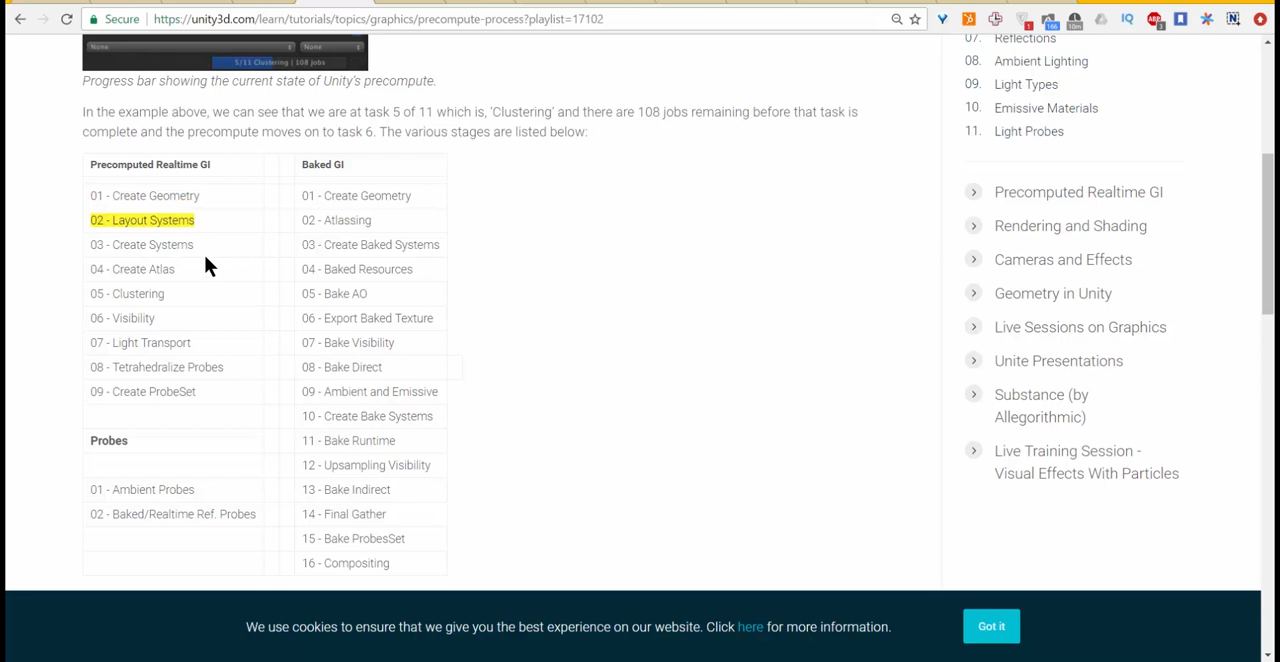 Secure https://unity3d.com/learn/tutorials/topics/graphics/precompute-process?playlist=17102
IQ
ABP
1
166
10m
3
None None
5/11 Clustering | 108 jobs
Progress bar showing the current state of Unity's precompute.
In the example above, we can see that we are at task 5 of 11 which is, ‘Clustering’ and there are 108 jobs remaining before that task is
complete and the precompute moves on to task 6. The various stages are listed below:
Precomputed Realtime GI Baked GI
01 - Create Geometry 01 - Create Geometry
02 - Layout Systems 02 - Atlassing
03 - Create Systems 03 - Create Baked Systems
04 - Create Atlas 04 - Baked Resources
05 - Clustering 05 - Bake AO
06 - Visibility 06 - Export Baked Texture
07 - Light Transport 07 - Bake Visibility
08 - Tetrahedralize Probes 08 - Bake Direct
09 - Create ProbeSet 09 - Ambient and Emissive
10 - Create Bake Systems
Probes 11 - Bake Runtime
12 - Upsampling Visibility
01 - Ambient Probes 13 - Bake Indirect
02 - Baked/Realtime Ref. Probes 14 - Final Gather
15 - Bake ProbesSet
16 - Compositing
07. Reflections
08. Ambient Lighting
09. Light Types
10. Emissive Materials
11. Light Probes
Precomputed Realtime GI
Rendering and Shading
Cameras and Effects
Geometry in Unity
Live Sessions on Graphics
Unite Presentations
Substance (by
Allegorithmic)
Live Training Session -
Visual Effects With Particles
We use cookies to ensure that we give you the best experience on our website. Click here for more information.
Got it